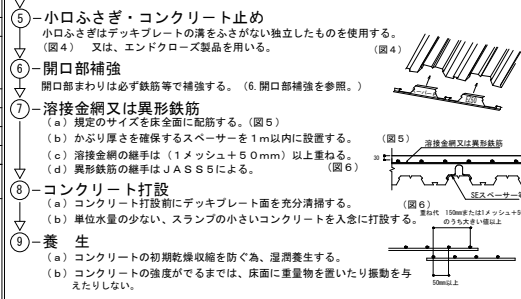 ⑤-小口ふさぎ・コンクリート止め
小口ふさぎはデッキプレートの溝をふさがない独立したものを使用する。
(図4) 又は、エンドクローズ製品を用いる。
(図4)
⑥-開口部補強
開口部まわりは必ず鉄筋等で補強する。(6.開口部補強を参照。)
⑦-溶接金網又は異形鉄筋
(a) 規定のサイズを床全面に配筋する。(図5)
(b) かぶり厚さを確保するスペーサーを1m以内に設置する。
(c) 溶接金網の継手は(1メッシュ+50mm)以上重ねる。
(d) 異形鉄筋の継手はJASS5による。 (図6)
(図5)
溶接金網又は異形鉄筋
30
SEスペーサー等
⑧-コンクリート打設
(a) コンクリート打設前にデッキプレート面を充分清掃する。
(b) 単位水量の少ない、スランプの小さいコンクリートを入念に打設する。
(図6)
重ね代 150mmまたは1メッシュ+5
のうち大きい値以上
50mm以上
⑨-養 生
(a) コンクリートの初期乾燥収縮を防ぐ為、湿潤養生する。
(b) コンクリートの強度がでるまでは、床面に重量物を置いたり振動を与
えたりしない。